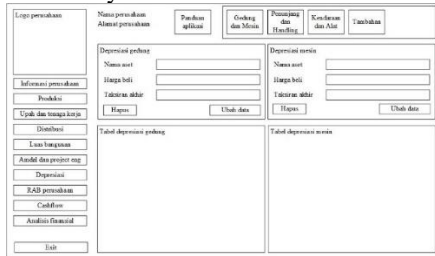 Logo perusahaan
Nama perusahaan
Alamat perusahaan
Panduan
aplikasi
Gedung
dan Mesin
Penunjang
dan
Handling
Kendaraan
dan Alat
Tambahan
Informasi perusahaan
Produksi
Upah dan tenaga kerja
Distribusi
Luas bangunan
Amdal dan project eng
Depresiasi
RAB perusahaan
Cashflow
Analisis finansial
Exit
Depresiasi gedung
Nama aset
Harga beli
Taksiran akhir
Hapus
Ubah data
Depresiasi mesin
Nama aset
Harga beli
Taksiran akhir
Hapus
Ubah data
Tabel depresiasi gedung
Tabel depresiasi mesin